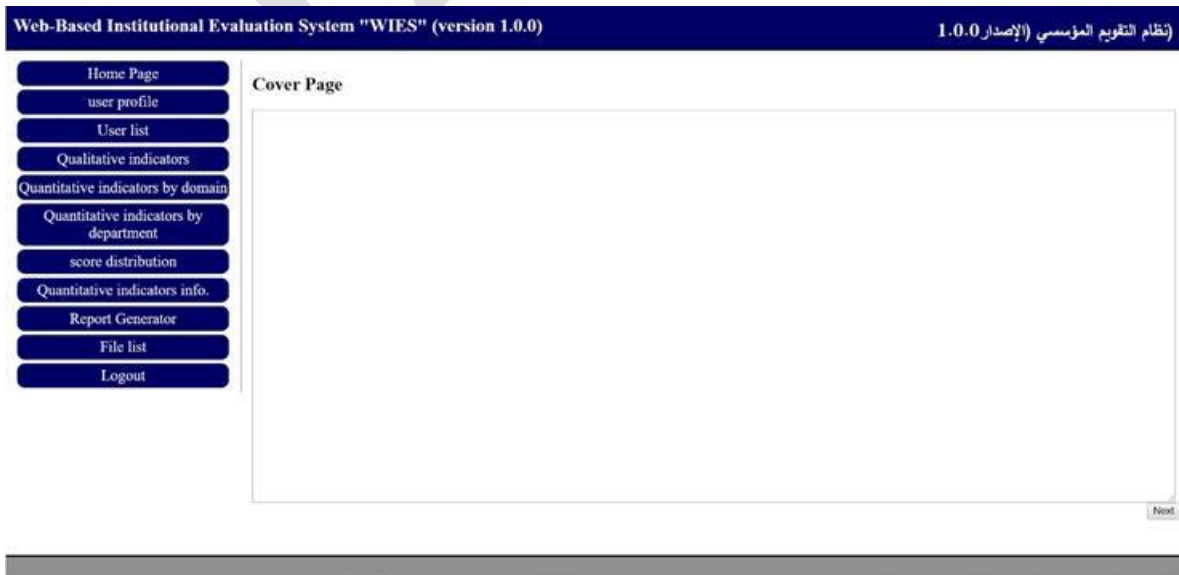 Web-Based Institutional Evaluation System "WIES" (version 1.0.0)
نظام التقويم المؤسسي (الإصدار 1.0.0)
Home Page
user profile
User list
Qualitative indicators
Quantitative indicators by domain
Quantitative indicators by
department
score distribution
Quantitative indicators info.
Report Generator
File list
Logout
Cover Page
Next